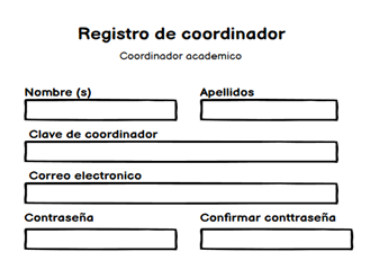 Registro de coordinador
Coordinador academico
Nombre (s) Apellidos
Clave de coordinador
Correo electronico
Contraseña Confirmar conttraseña